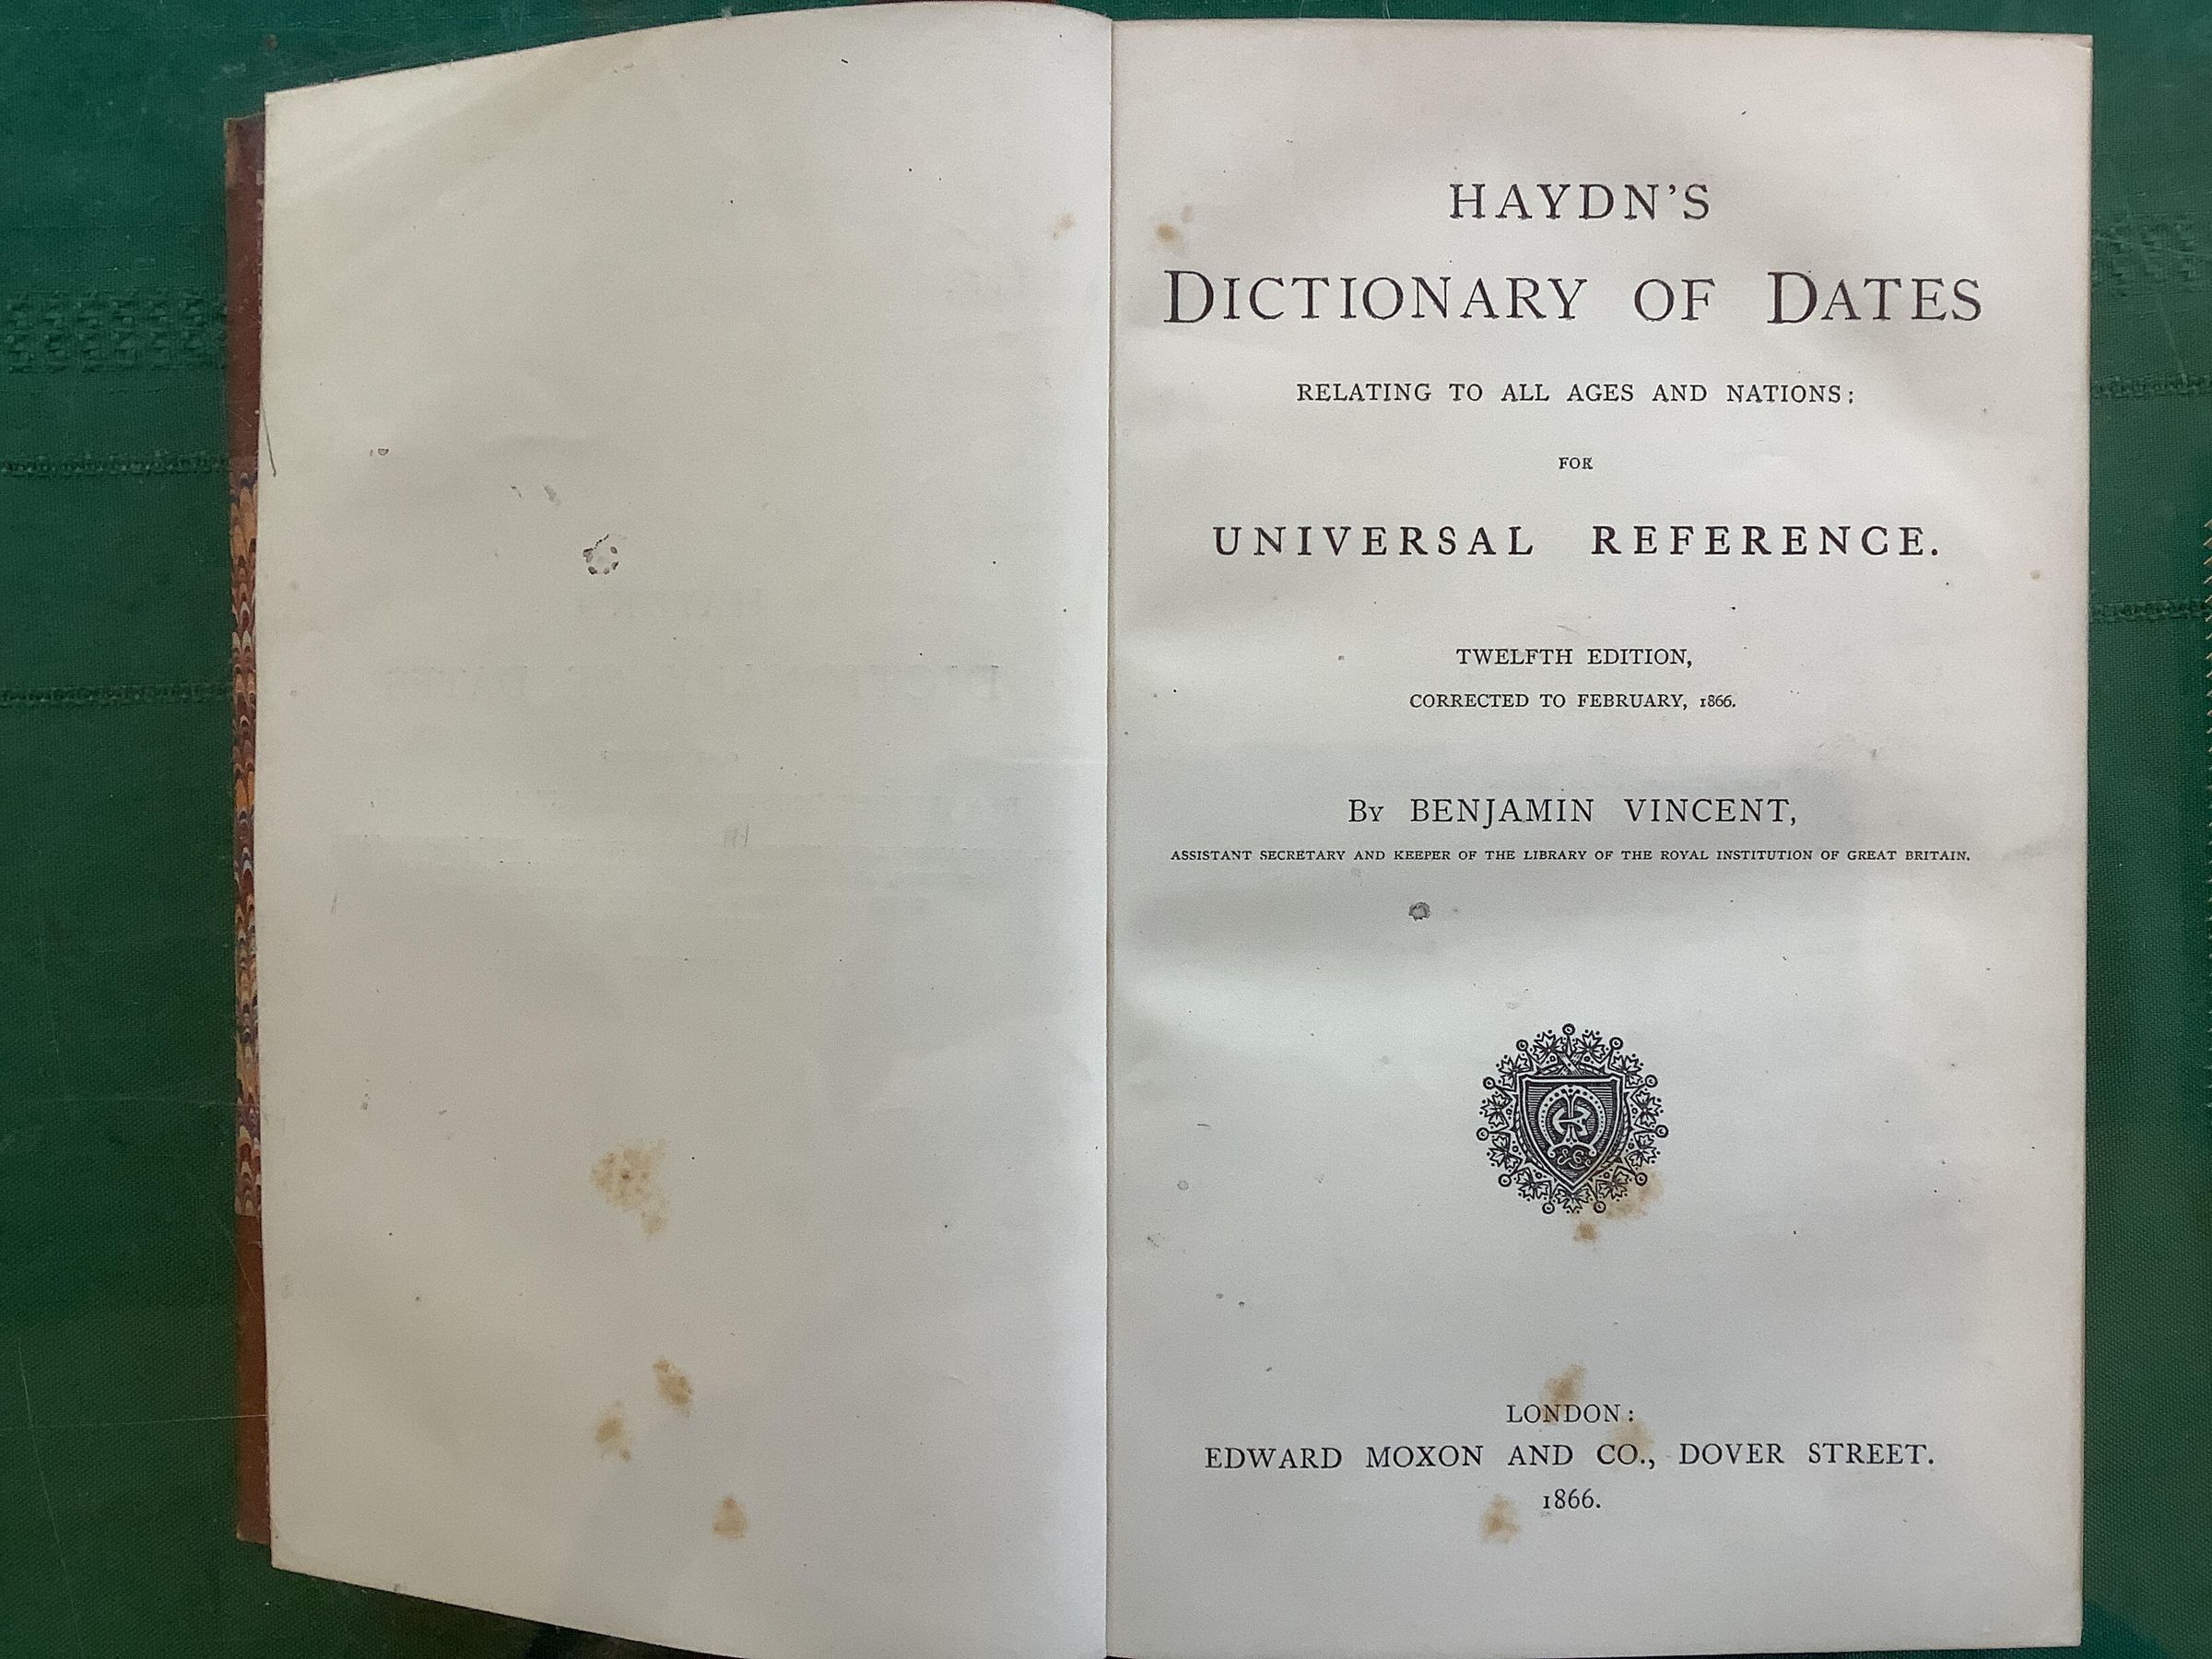 HAYDN'S
DICTIONARY OF DATES
RELATING TO ALL AGES AND NATIONS:
FOR
UNIVERSAL REFERENCE.
TWELFTH EDITION,
CORRECTED TO FEBRUARY, 1866.
BY BENJAMIN VINCENT,
ASSISTANT SECRETARY AND KEEPER OF THE LIBRARY OF THE ROYAL INSTITUTION OF GREAT BRITAIN.
LONDON:
EDWARD MOXON AND CO., DOVER STREET.
1866.